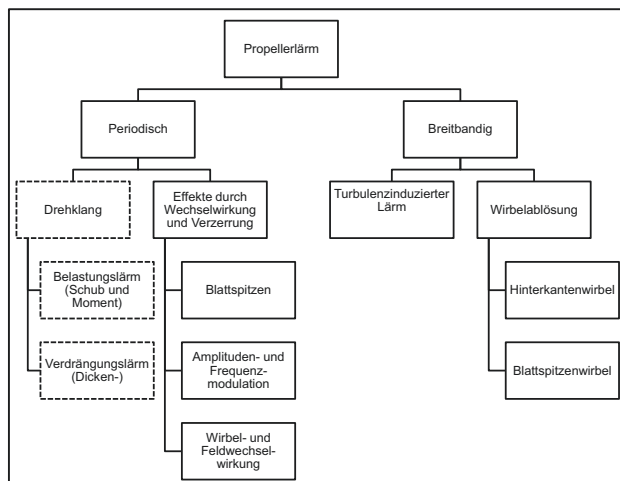 Propellerlärm
Periodisch
Breitbandig
Drehklang
Effekte durch
Wechselwirkung
und Verzerrung
Turbulenzinduzierter
Lärm
Wirbelablösung
Belastungslärm
(Schub und
Moment)
Blattspitzen
Hinterkantenwirbel
Verdrängungslärm
(Dicken-)
Amplituden- und
Frequenz-
modulation
Blattspitzenwirbel
Wirbel- und
Feldwechsel-
wirkung